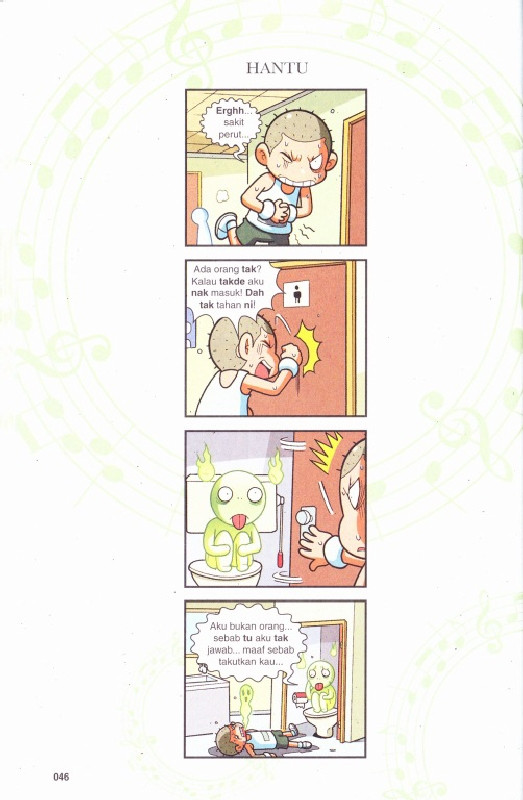 HANTU
Erghh...
sakit
perut...
Ada orang tak?
Kalau takde aku
nak masuk! Dah
tak tahan ni!
Aku bukan orang...
sebab tu aku tak
jawab... maaf sebab
takutkan kau...
046